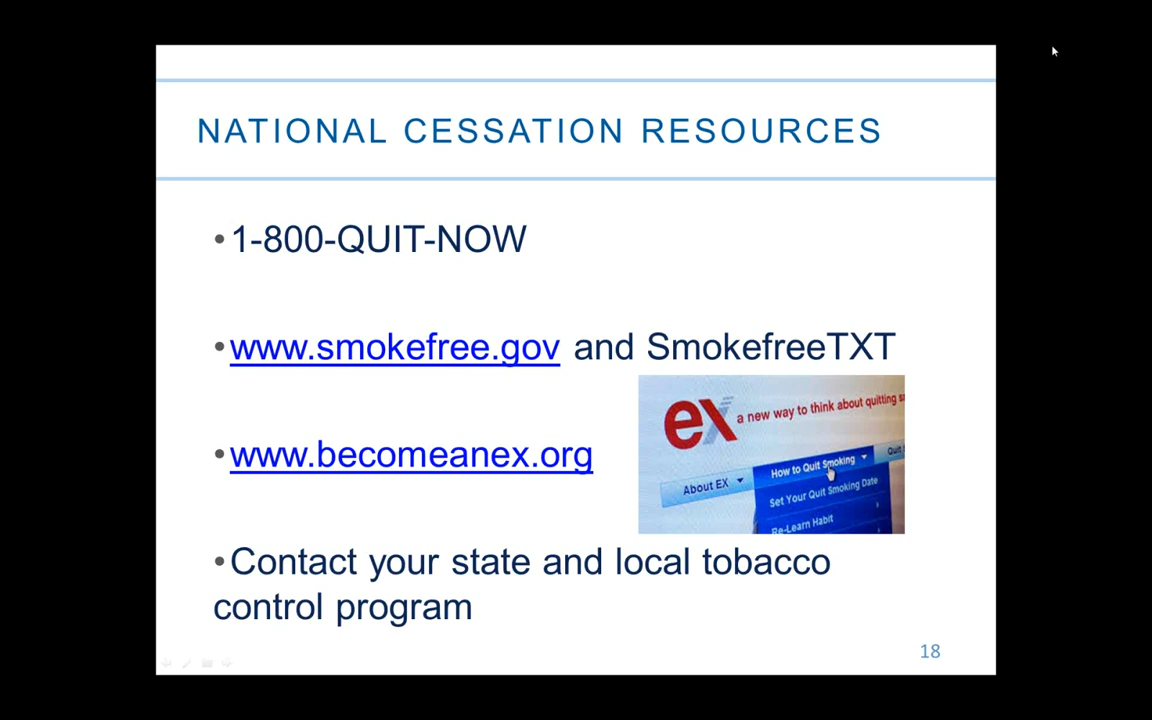 NATIONAL CESSATION RESOURCES
•1-800-QUIT-NOW
•www.smokefree.gov and SmokefreeTXT
•www.becomeanex.org
ex a new way to think about quitting
About EX
How to Quit Smoking
Quit
Set Your Quit Smoking Date
Re-Learn Habit
•Contact your state and local tobacco
control program
18